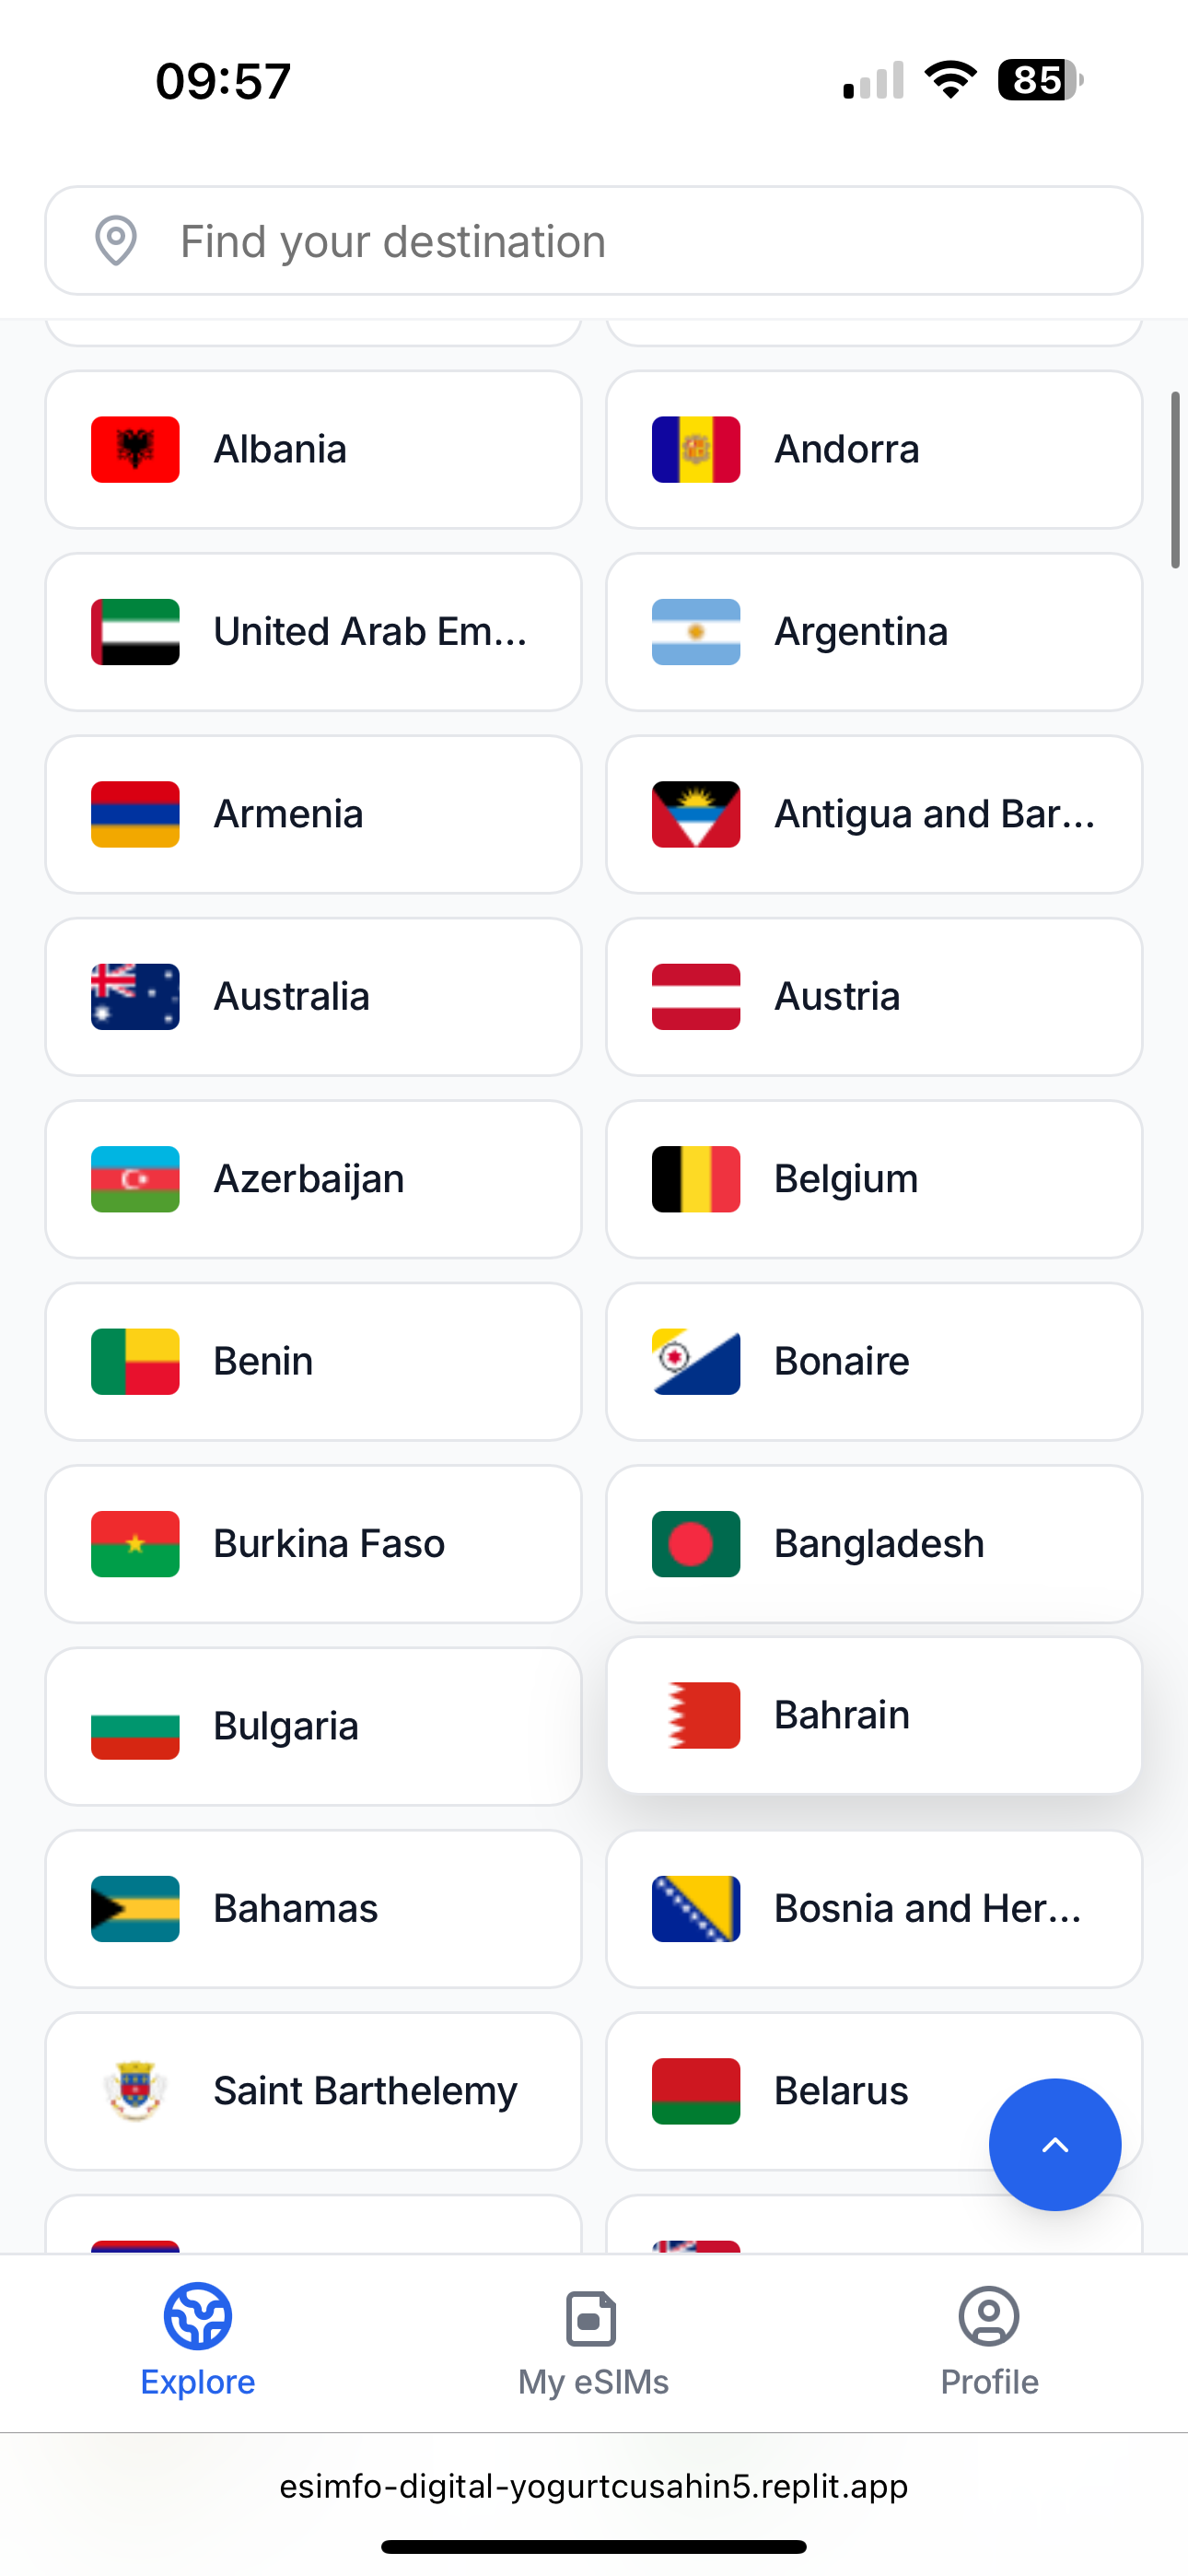 09:57
85
Find your destination
Albania
Andorra
United Arab Em...
Argentina
Armenia
Antigua and Bar...
Australia
Austria
Azerbaijan
Belgium
Benin
Bonaire
Burkina Faso
Bangladesh
Bulgaria
Bahrain
Bahamas
Bosnia and Her...
Saint Barthelemy
Belarus
Explore
My eSIMs
Profile
esimfo-digital-yogurtcusahin5.replit.app